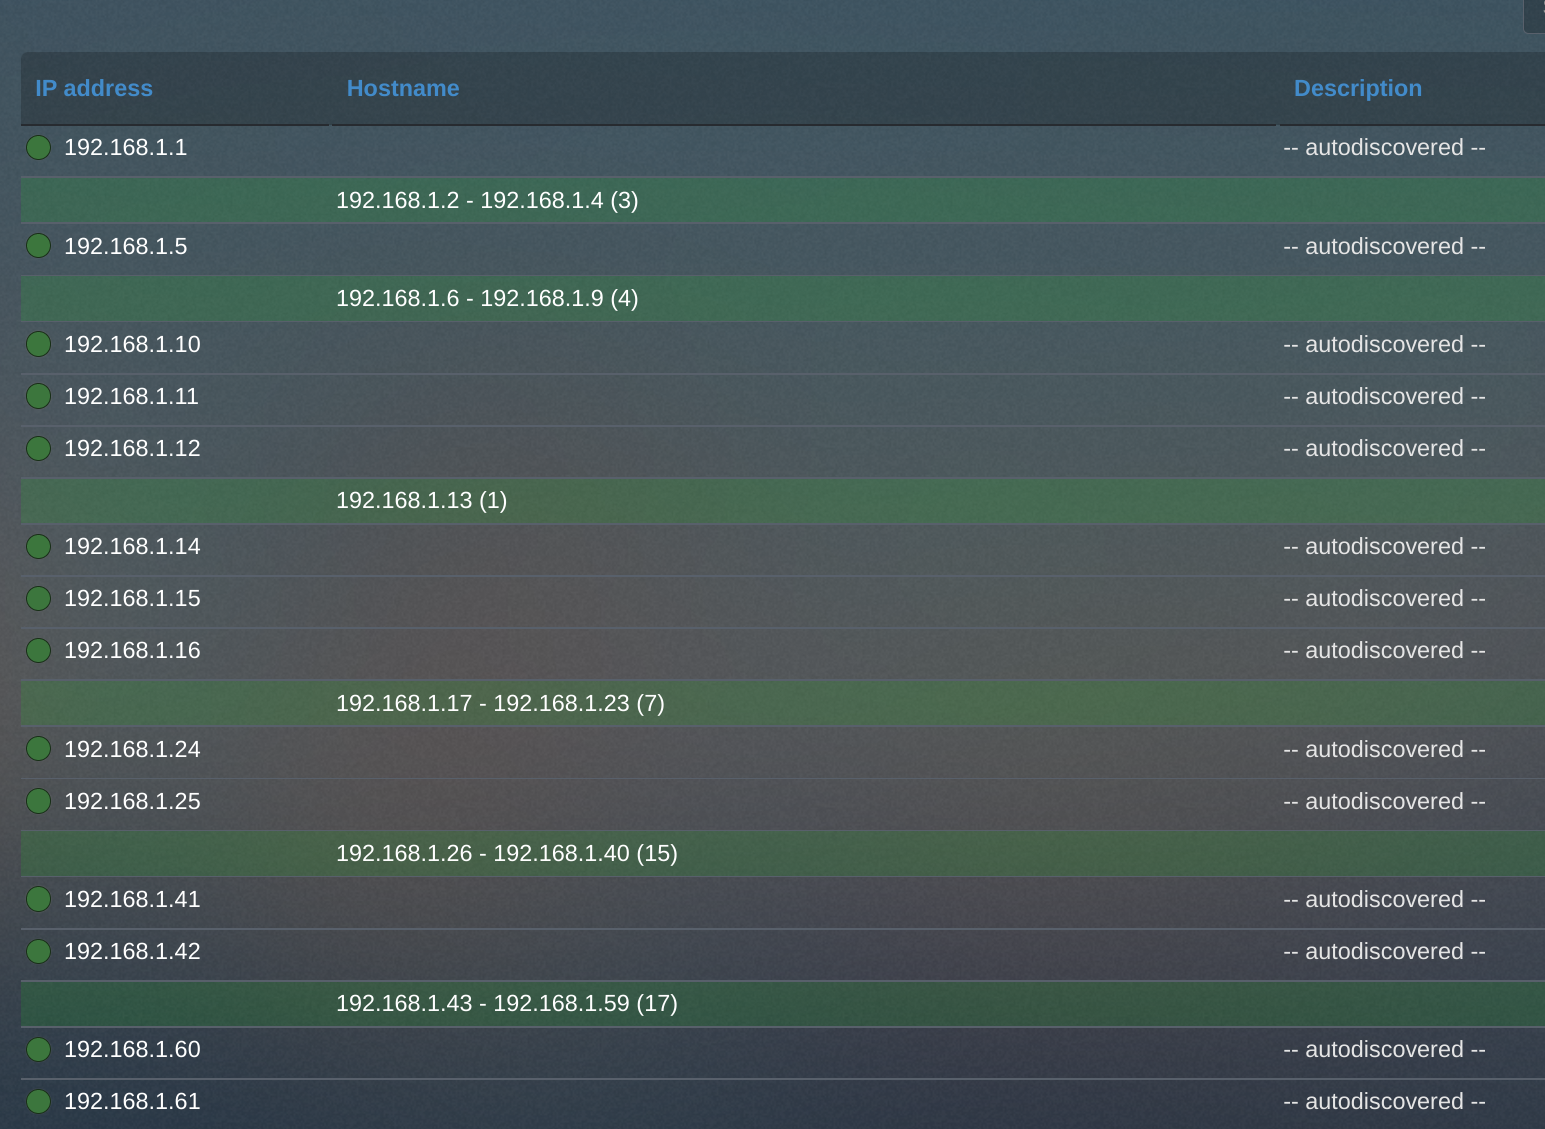 IP address Hostname Description
192.168.1.1 -- autodiscovered --
192.168.1.2 - 192.168.1.4 (3)
192.168.1.5 -- autodiscovered --
192.168.1.6 - 192.168.1.9 (4)
192.168.1.10 -- autodiscovered --
192.168.1.11 -- autodiscovered --
192.168.1.12 -- autodiscovered --
192.168.1.13 (1)
192.168.1.14 -- autodiscovered --
192.168.1.15 -- autodiscovered --
192.168.1.16 -- autodiscovered --
192.168.1.17 - 192.168.1.23 (7)
192.168.1.24 -- autodiscovered --
192.168.1.25 -- autodiscovered --
192.168.1.26 - 192.168.1.40 (15)
192.168.1.41 -- autodiscovered --
192.168.1.42 -- autodiscovered --
192.168.1.43 - 192.168.1.59 (17)
192.168.1.60 -- autodiscovered --
192.168.1.61 -- autodiscovered --